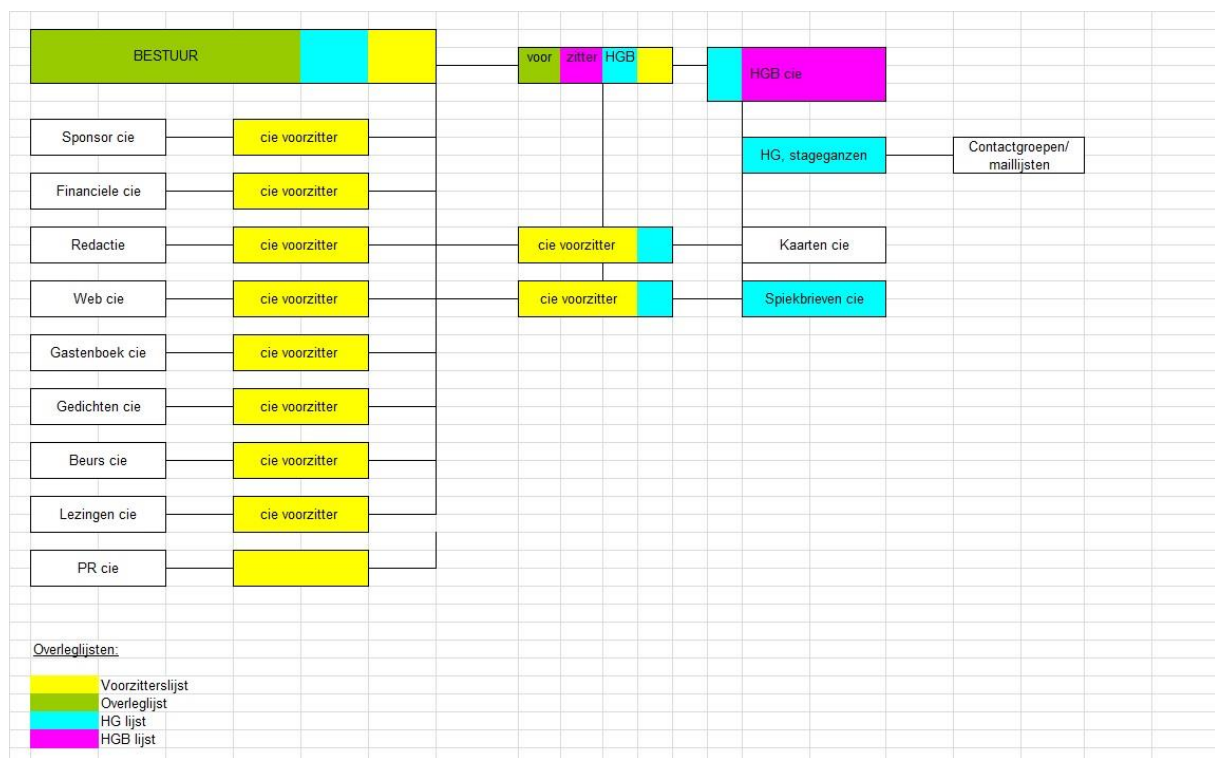 BESTUUR
voor zitter HGB
HGB cie
Sponsor cie
cie voorzitter
HG, stageganzen
Contactgroepen/
maillijsten
Financiele cie
cie voorzitter
Redactie
cie voorzitter
cie voorzitter
Kaarten cie
Web cie
cie voorzitter
cie voorzitter
Spiekbrieven cie
Gastenboek cie
cie voorzitter
Gedichten cie
cie voorzitter
Beurs cie
cie voorzitter
Lezingen cie
cie voorzitter
PR cie
Overleglijsten:
Voorzitterslijst
Overleglijst
HG lijst
HGB lijst